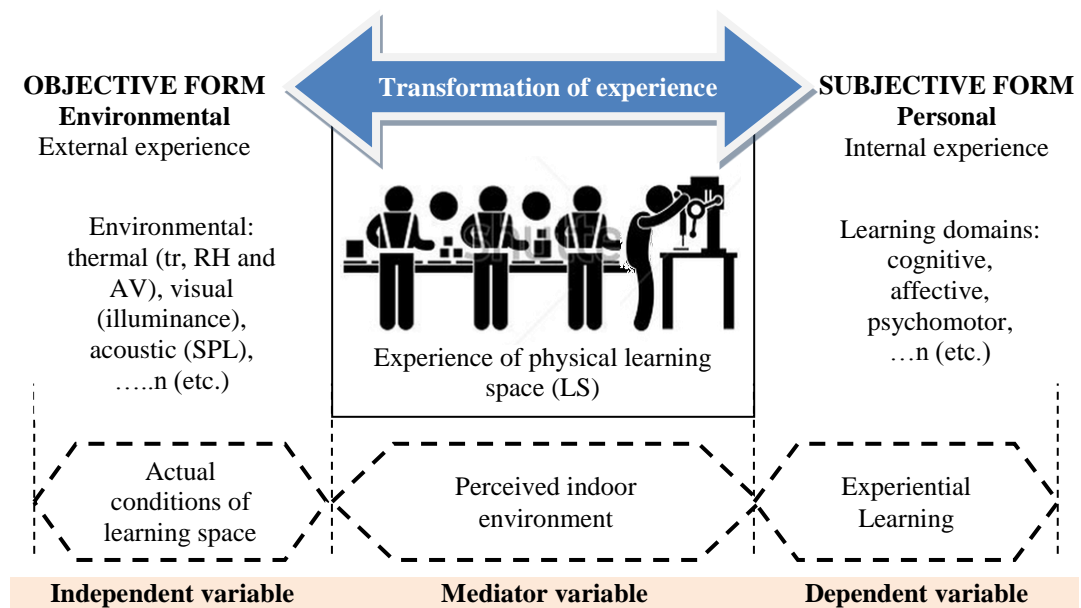 Transformation of experience
OBJECTIVE FORM
Environmental
External experience
Environmental:
thermal (tr, RH and
AV), visual
(illuminance),
acoustic (SPL),
…..n (etc.)
Experience of physical learning
space (LS)
SUBJECTIVE FORM
Personal
Internal experience
Learning domains:
cognitive,
affective,
psychomotor,
…n (etc.)
Actual
conditions of
learning space
Perceived indoor
environment
Experiential
Learning
Independent variable
Mediator variable
Dependent variable